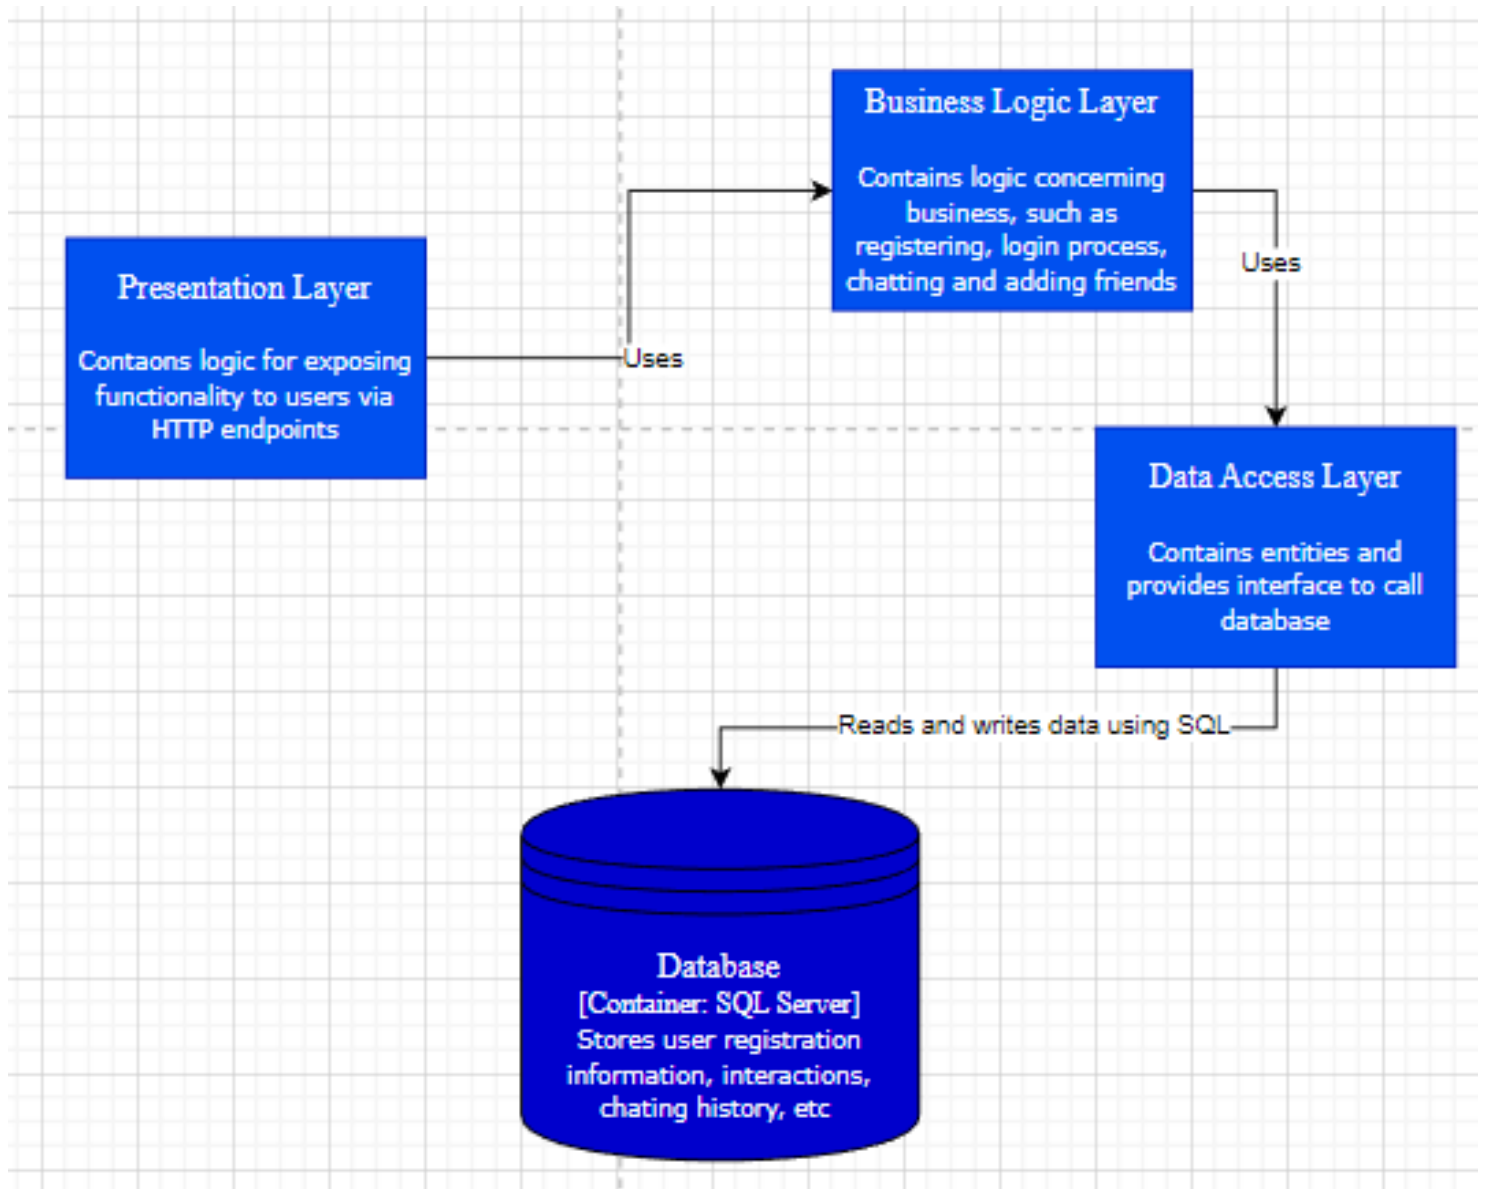 Business Logic Layer
Contains logic concerning
business, such as
registering, login process,
chatting and adding friends
Uses
Presentation Layer
Contaons logic for exposing
functionality to users via
HTTP endpoints
Uses
Data Access Layer
Contains entities and
provides interface to call
database
Reads and writes data using SQL
Database
[Container: SQL Server]
Stores user registration
information, interactions,
chating history, etc